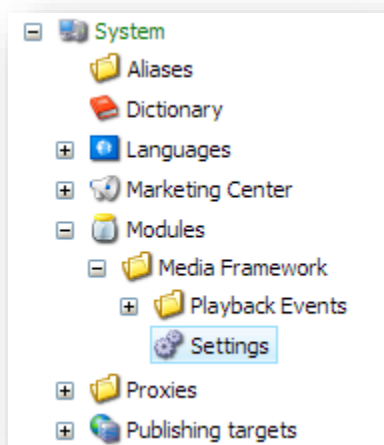 System
Aliases
Dictionary
Languages
Marketing Center
Modules
Media Framework
Playback Events
Settings
Proxies
Publishing targets